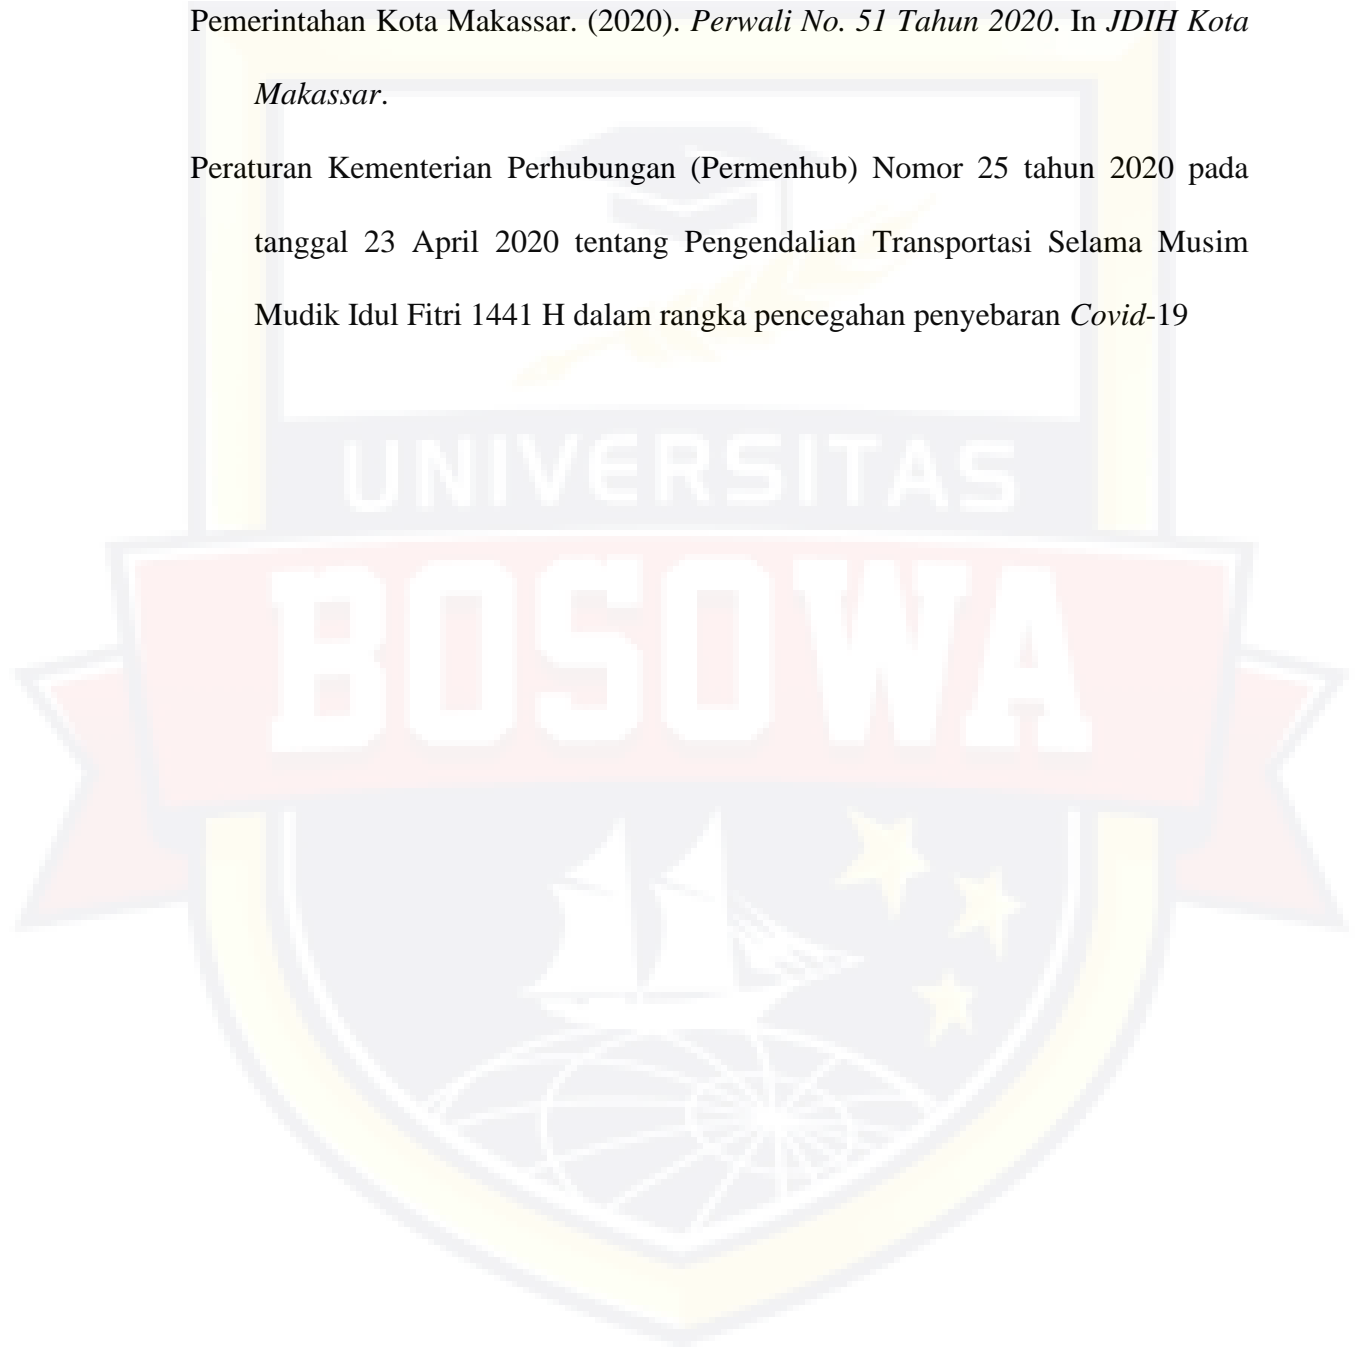 Pemerintahan Kota Makassar. (2020). Perwali No. 51 Tahun 2020. In JDIH Kota
Makassar.
Peraturan Kementerian Perhubungan (Permenhub) Nomor 25 tahun 2020 pada
tanggal 23 April 2020 tentang Pengendalian Transportasi Selama Musim
Mudik Idul Fitri 1441 H dalam rangka pencegahan penyebaran Covid-19
UNIVERSITAS
BOSOWA